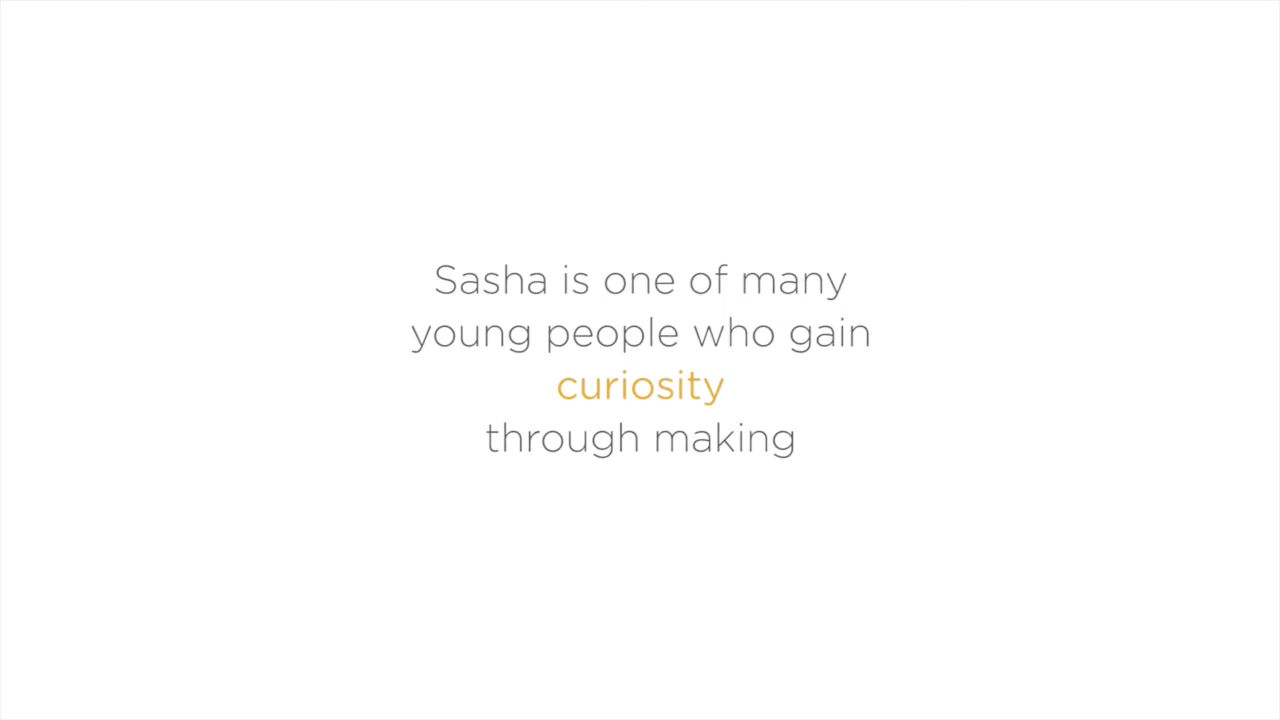 Sasha is one of many
young people who gain
curiosity
through making